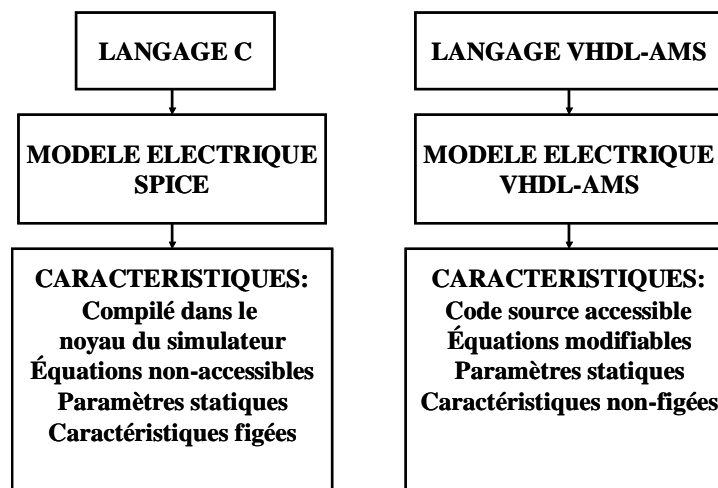 LANGAGE C
MODELE ELECTRIQUE
SPICE
CARACTERISTIQUES:
Compilé dans le
noyau du simulateur
Équations non-accessibles
Paramètres statiques
Caractéristiques figées
LANGAGE VHDL-AMS
MODELE ELECTRIQUE
VHDL-AMS
CARACTERISTIQUES:
Code source accessible
Équations modifiables
Paramètres statiques
Caractéristiques non-figées